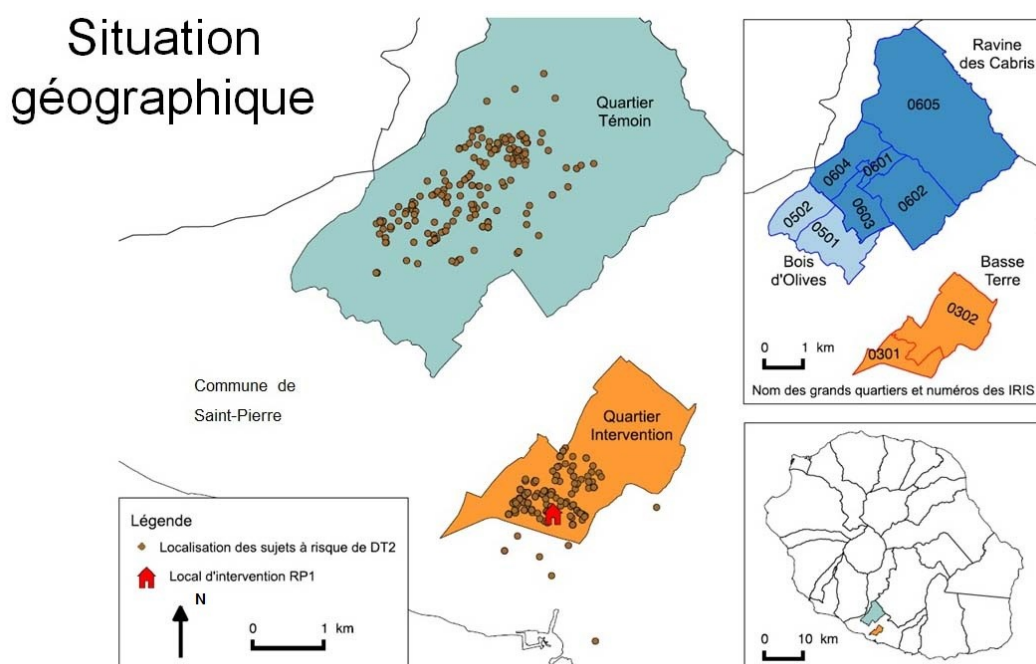 Situation
géographique
Quartier
Témoin
Commune de
Saint-Pierre
Quartier
Intervention
Légende
Localisation des sujets à risque de DT2
Local d'intervention RP1
N
0 1 km
Ravine
des Cabris
0605
0604
0601
0602
0603
0502
0501
Bois
d'Olives
Basse
Terre
0302
0301
0 1 km
Nom des grands quartiers et numéros des IRIS
0 10 km